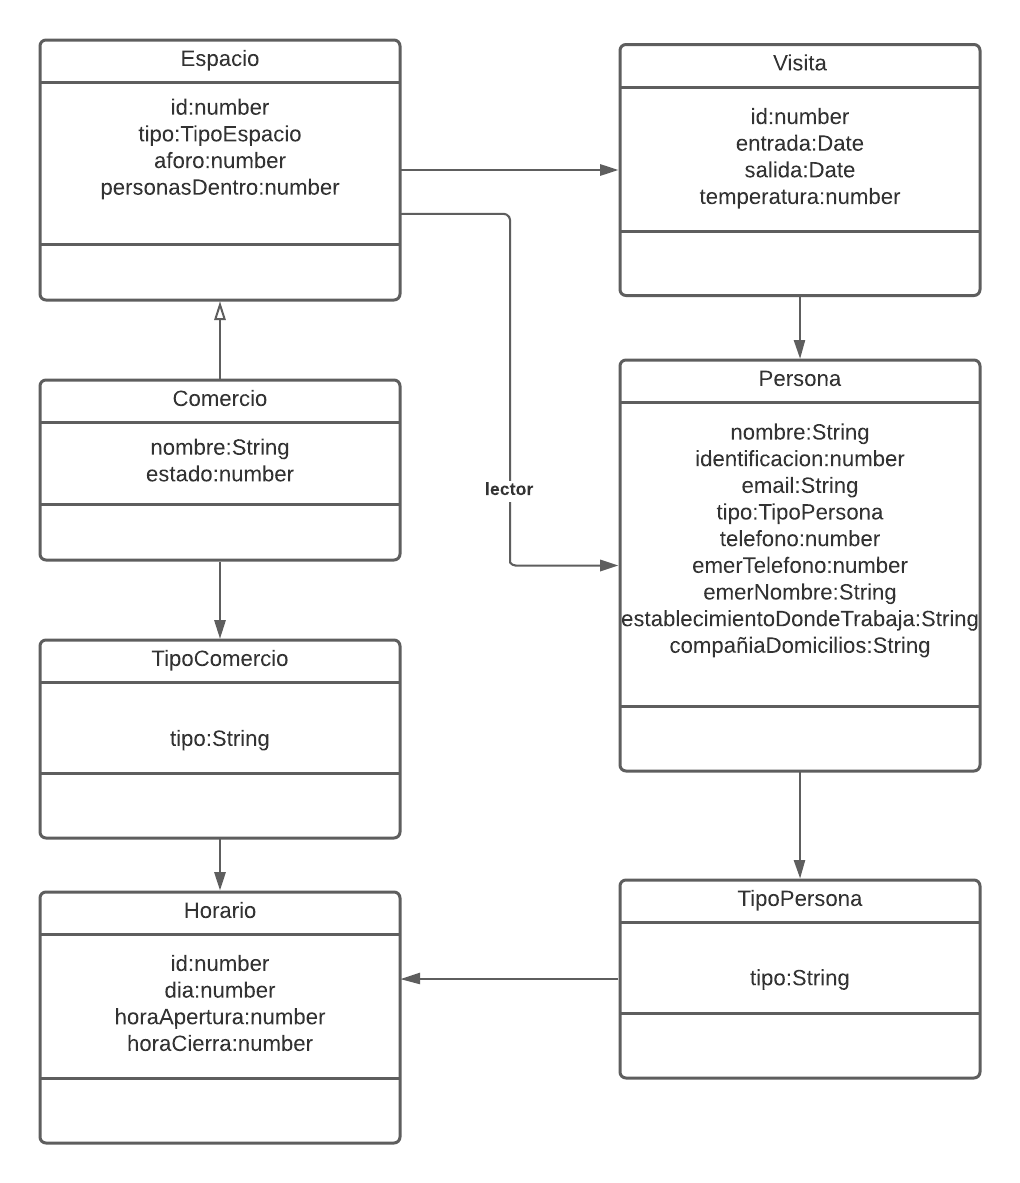 Espacio
id:number
tipo:TipoEspacio
aforo:number
personasDentro:number
Visita
id:number
entrada:Date
salida:Date
temperatura:number
Comercio
nombre:String
estado:number
lector
Persona
nombre:String
identificacion:number
email:String
tipo:TipoPersona
telefono:number
emerTelefono:number
emerNombre:String
establecimientoDondeTrabaja:String
compañiaDomicilios:String
TipoComercio
tipo:String
Horario
id:number
dia:number
horaApertura:number
horaCierra:number
TipoPersona
tipo:String